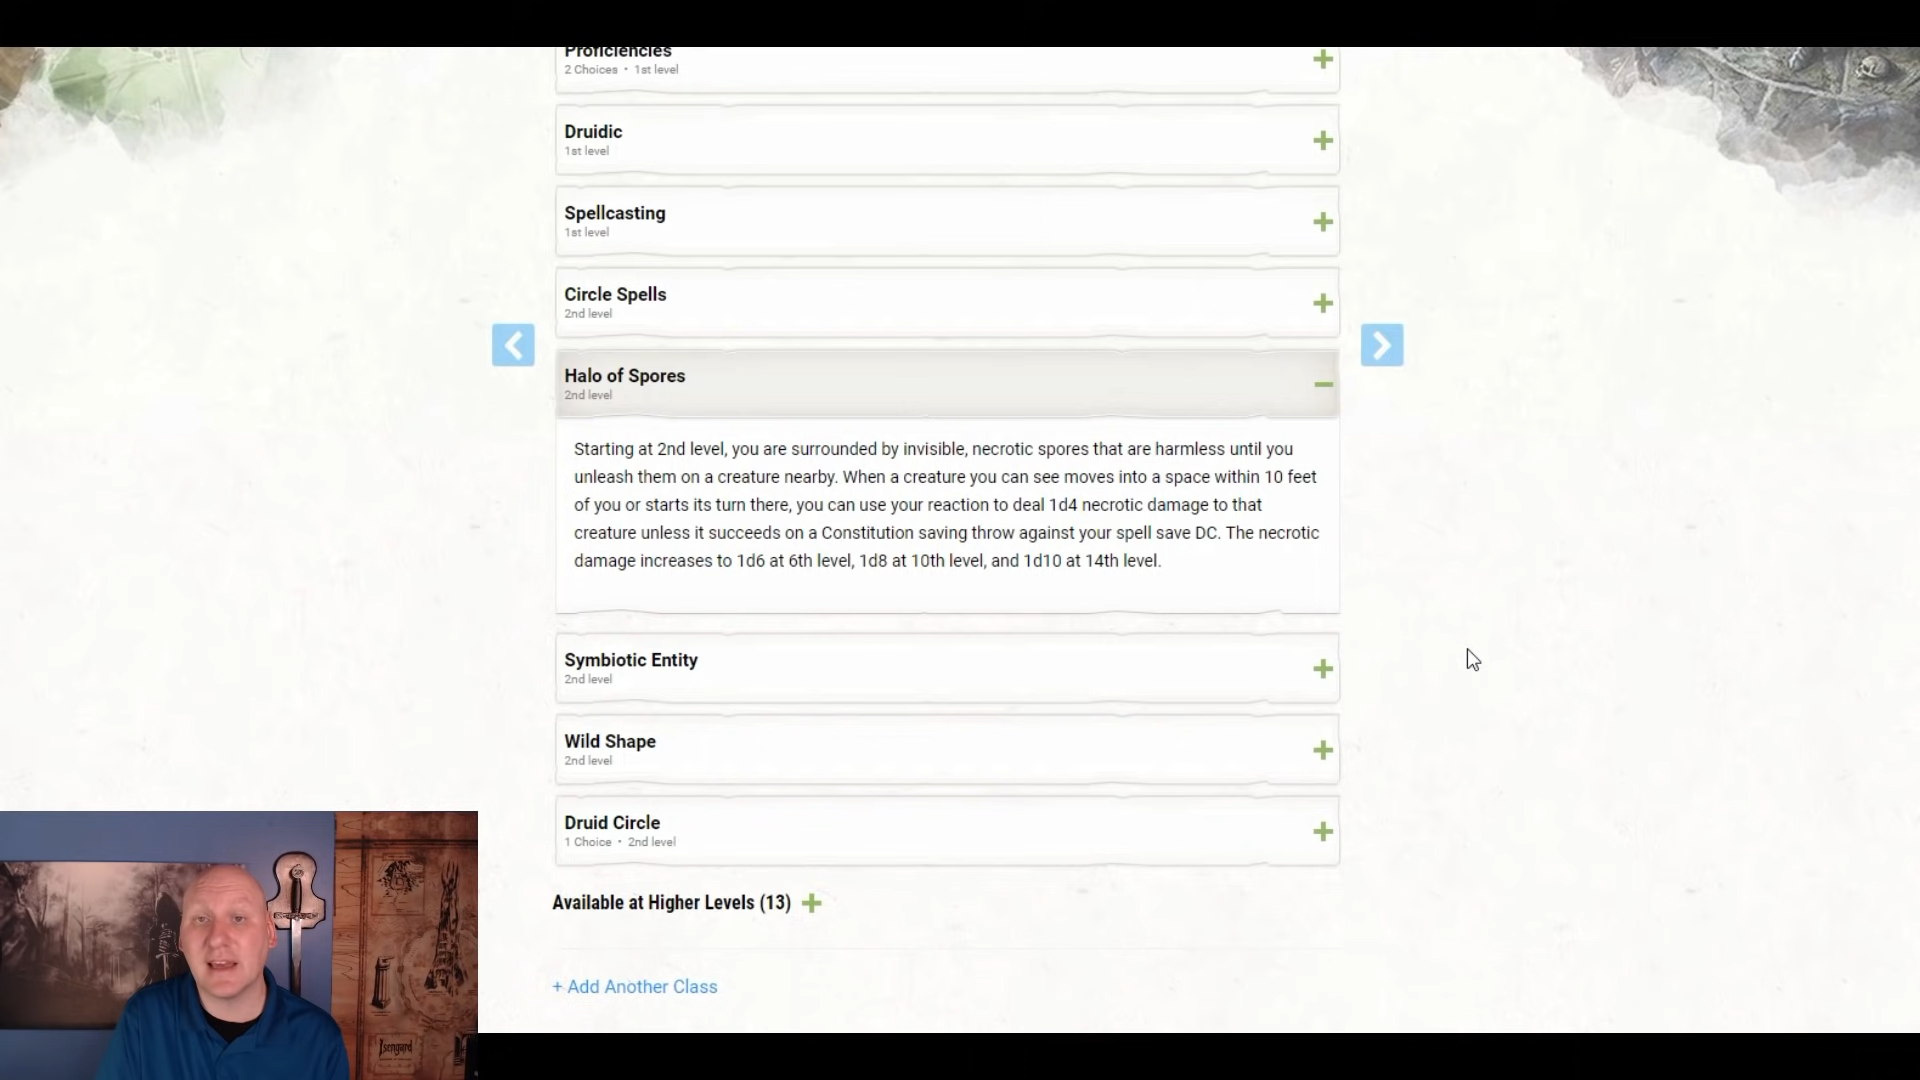 Proficiencies
2 Choices • 1st level
Druidic
1st level
Spellcasting
1st level
Circle Spells
2nd level
Halo of Spores
2nd level
Starting at 2nd level, you are surrounded by invisible, necrotic spores that are harmless until you
unleash them on a creature nearby. When a creature you can see moves into a space within 10 feet
of you or starts its turn there, you can use your reaction to deal 1d4 necrotic damage to that
creature unless it succeeds on a Constitution saving throw against your spell save DC. The necrotic
damage increases to 1d6 at 6th level, 1d8 at 10th level, and 1d10 at 14th level.
Symbiotic Entity
2nd level
Wild Shape
2nd level
Druid Circle
1 Choice • 2nd level
Available at Higher Levels (13)
+ Add Another Class
Isengard